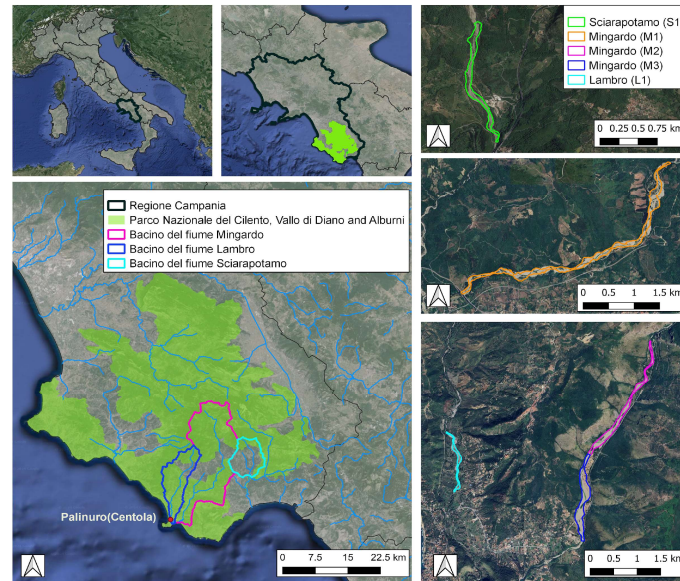 Sciarapotamo (S1
Mingardo (M1)
Mingardo (M2)
Mingardo (M3)
Lambro (L1)
0 0.25 0.5 0.75 km
0 0.5 1 1.5 km
Regione Campania
Parco Nazionale del Cilento, Vallo di Diano and Alburni
Bacino del fiume Mingardo
Bacino del fiume Lambro
Bacino del fiume Sciarapotamo
Palinuro(Centola)
0 7.5 15 22.5 km
0 0.5 1 1.5 km